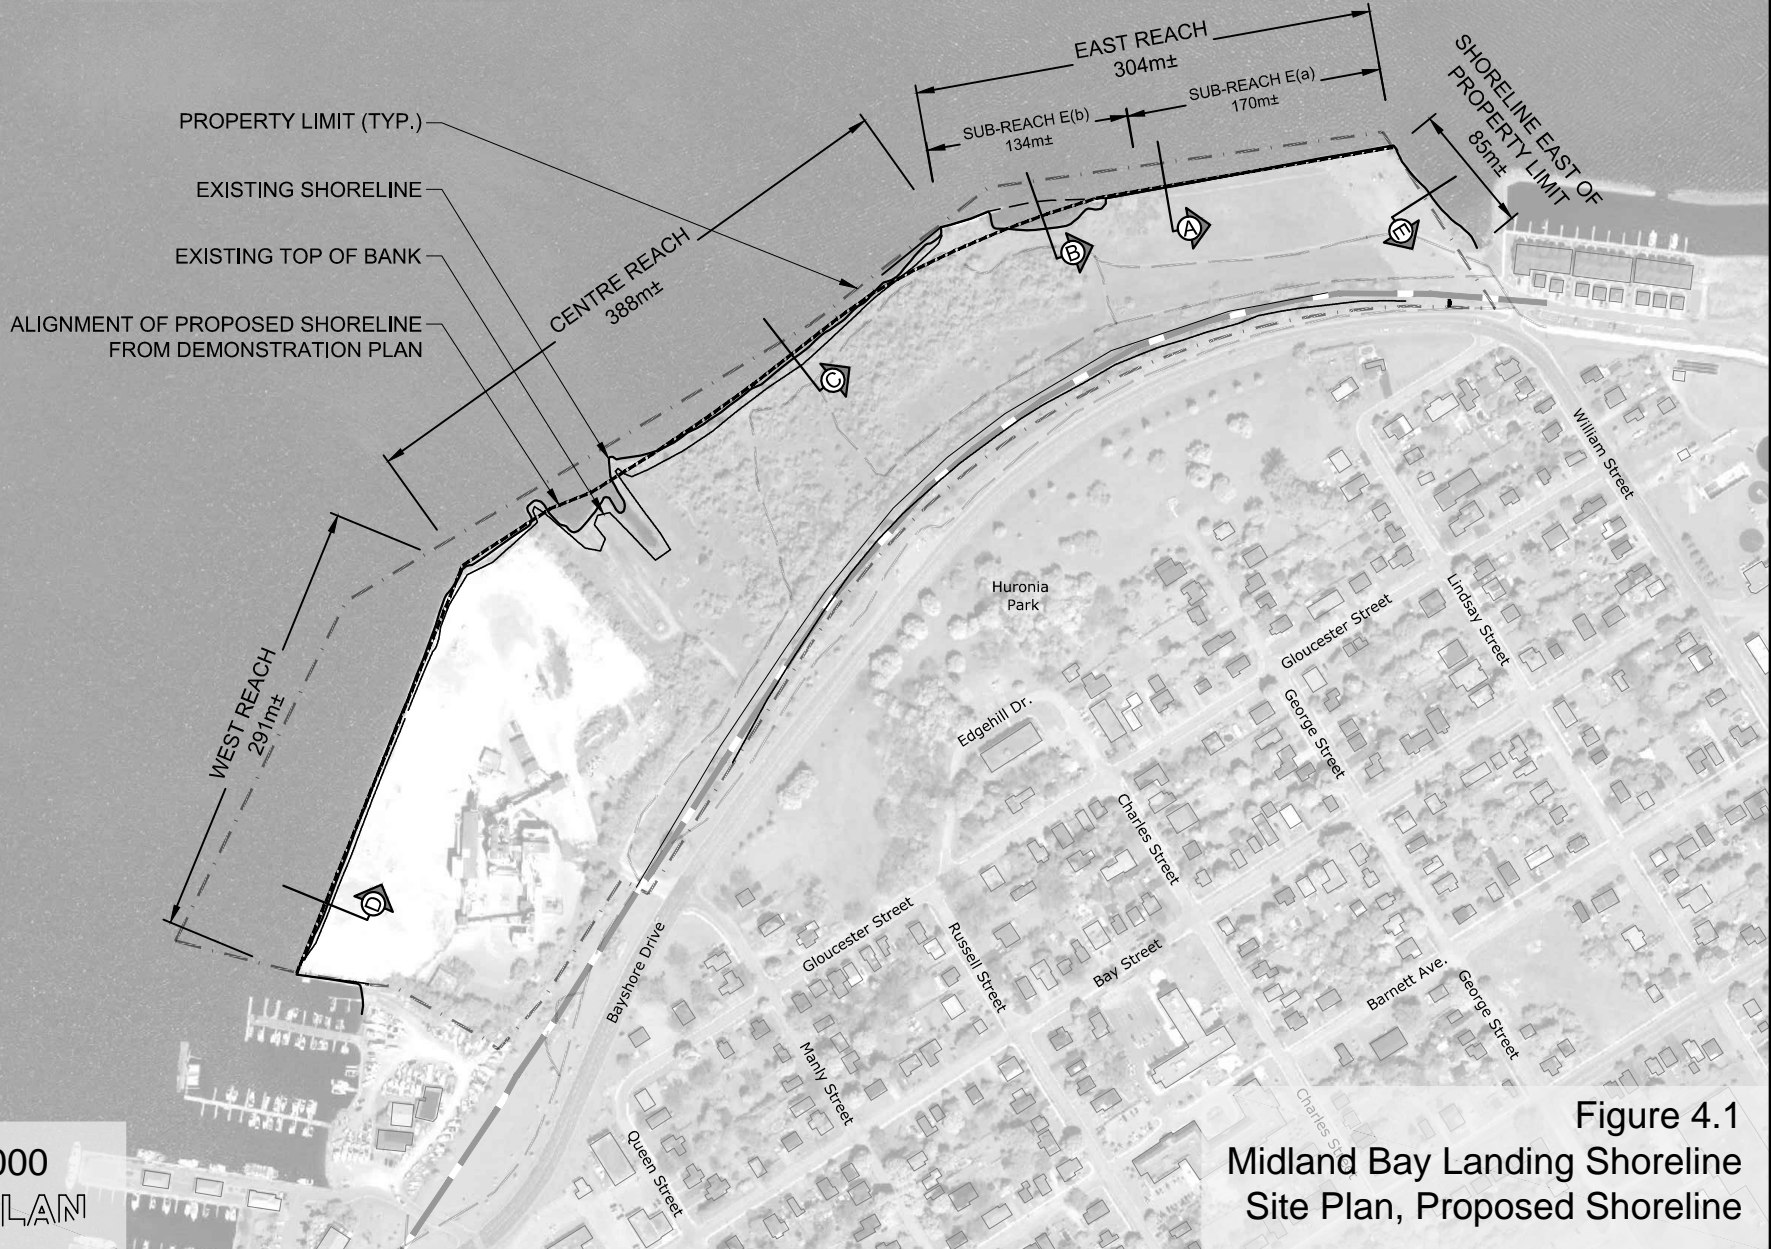 EAST REACH
304m±
SUB-REACH E(a)
170m±
SUB-REACH E(b)
134m±
SHORELINE EAST OF
PROPERTY LIMIT
85m±
PROPERTY LIMIT (TYP.)
EXISTING SHORELINE
EXISTING TOP OF BANK
ALIGNMENT OF PROPOSED SHORELINE
FROM DEMONSTRATION PLAN
CENTRE REACH
388m±
WEST REACH
291m±
A
B
C
D
E
Huronia
Park
William Street
Lindsay Street
Gloucester Street
George Street
Edgehill Dr.
Charles Street
Gloucester Street
Russell Street
Bay Street
Barnett Ave.
George Street
Bayshore Drive
Manly Street
Queen Street
Charles Street
000
LAN
Figure 4.1
Midland Bay Landing Shoreline
Site Plan, Proposed Shoreline